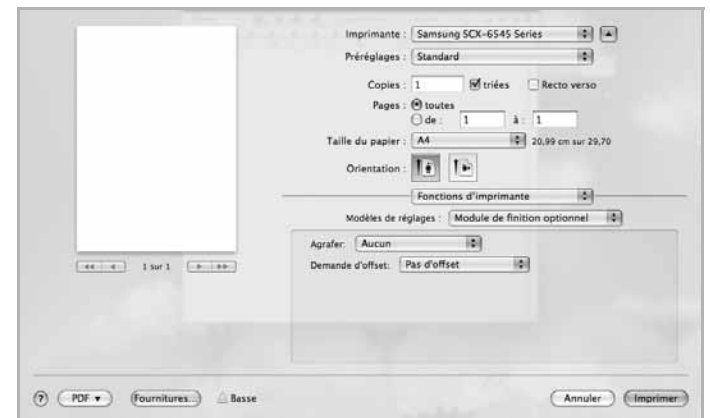 Imprimante : Samsung SCX-6545 Series
Préréglages : Standard
Copies : 1 triées Recto verso
Pages : toutes
de : 1 à : 1
Taille du papier : A4 20,99 cm sur 29,70
Orientation :
Fonctions d'imprimante
Modèles de réglages : Module de finition optionnel
Agrafer: Aucun
Demande d'offset: Pas d'offset
1 sur 1
? PDF Fournitures... Basse Annuler Imprimer